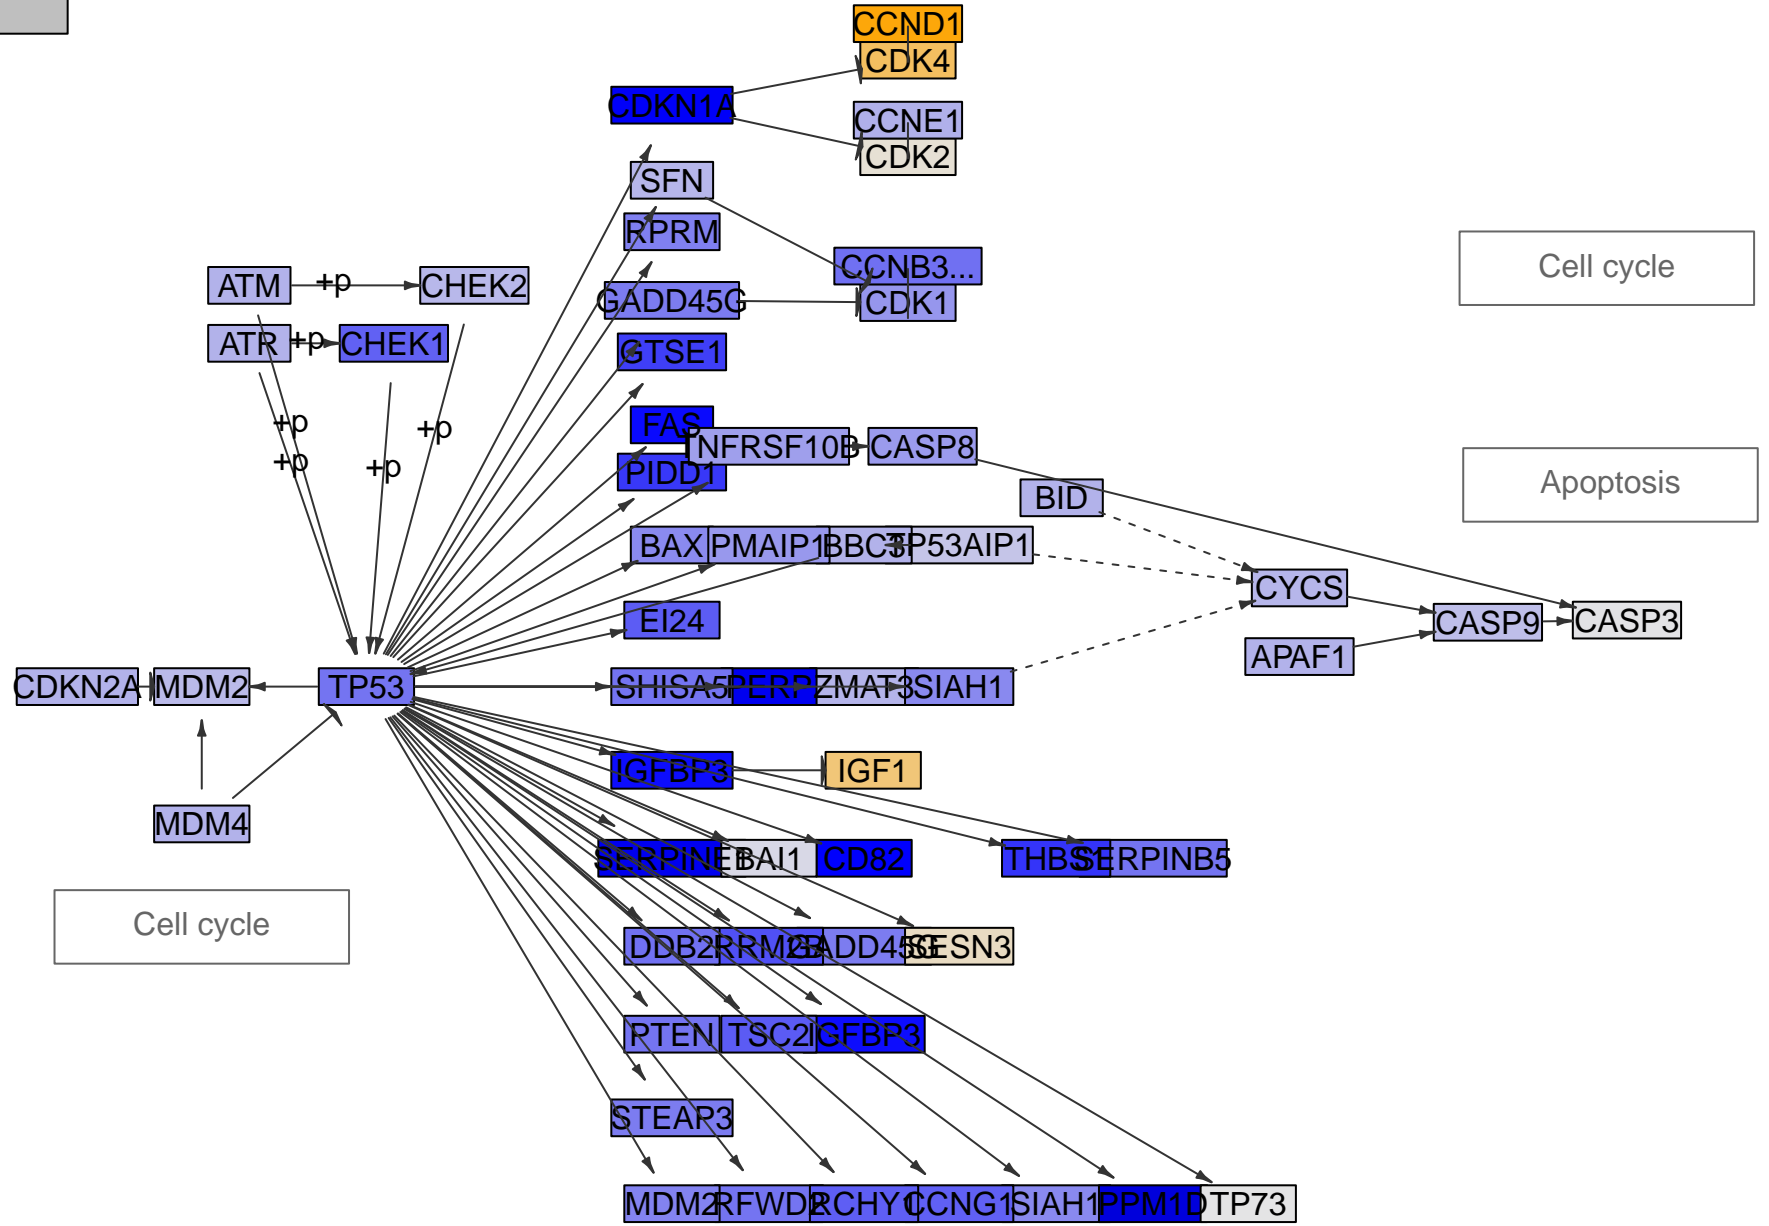 CCND1
CDK4
CDKN1A
CCNE1
CDK2
SFN
RPRM
CCNB3...
Cell cycle
ATM
+p
CHEK2
GADD45G
CDK1
ATR
+p
CHEK1
GTSE1
FAS
+p
+p
TNFRSF10B
CASP8
+p
+p
PIDD1
Apoptosis
BID
BAX
PMAIP1
BBC3
TP53AIP1
CYCS
EI24
CASP9
CASP3
APAF1
CDKN2A
MDM2
TP53
SHISA5
PERP
ZMAT3
SIAH1
IGFBP3
IGF1
MDM4
SERPINE1
BAI1
CD82
THBS1
SERPINB5
Cell cycle
DDB2
RRM2B
GADD45G
SESN3
PTEN
TSC2
IGFBP3
STEAP3
MDM2
RFWD2
RCHY1
CCNG1
SIAH1
PPM1D
TP73